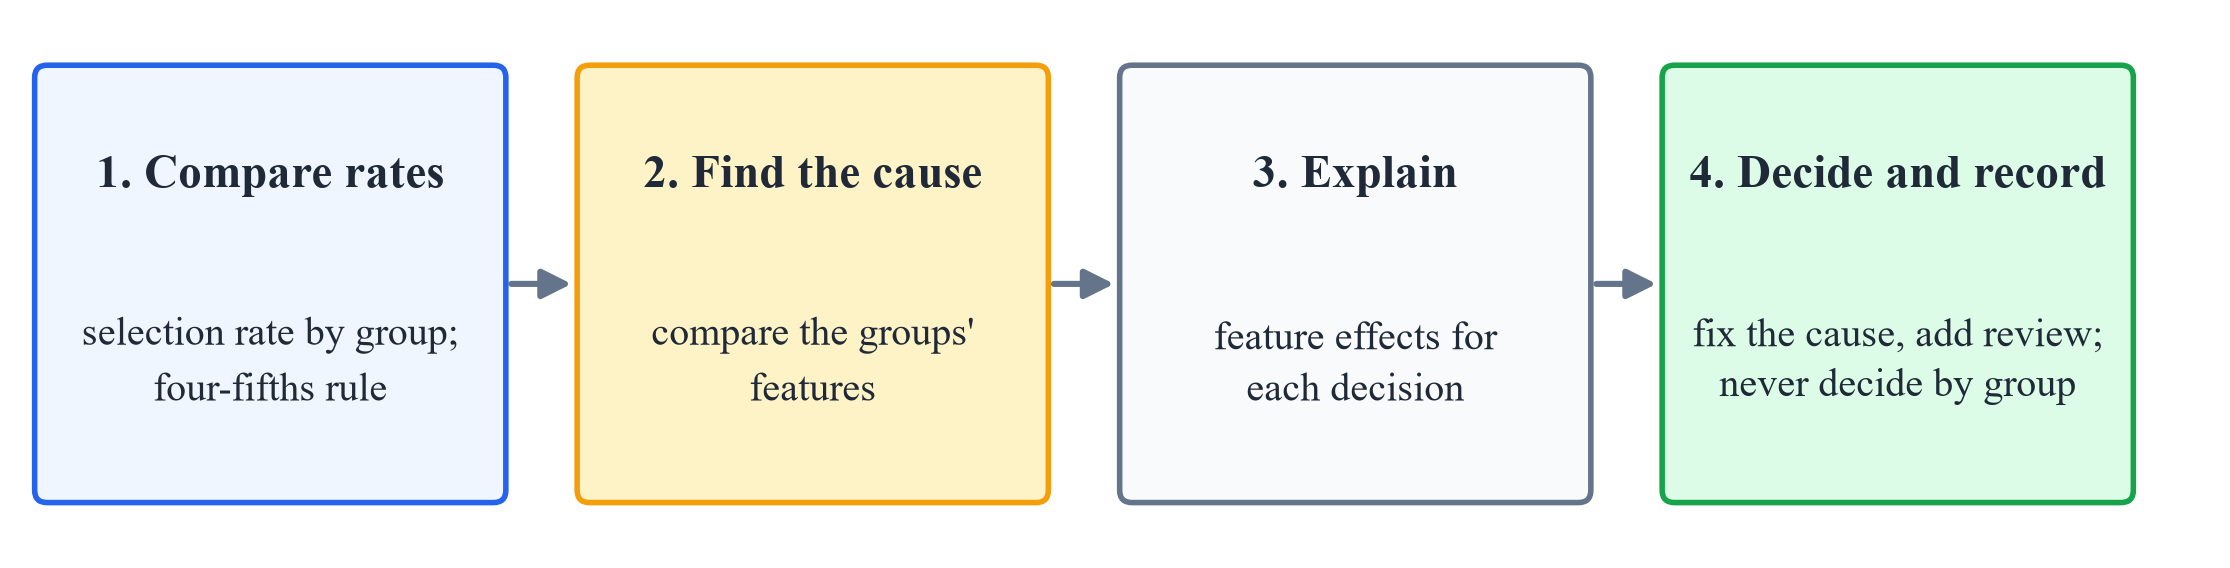 1. Compare rates
selection rate by group;
four-fifths rule
2. Find the cause
compare the groups'
features
3. Explain
feature effects for
each decision
4. Decide and record
fix the cause, add review;
never decide by group